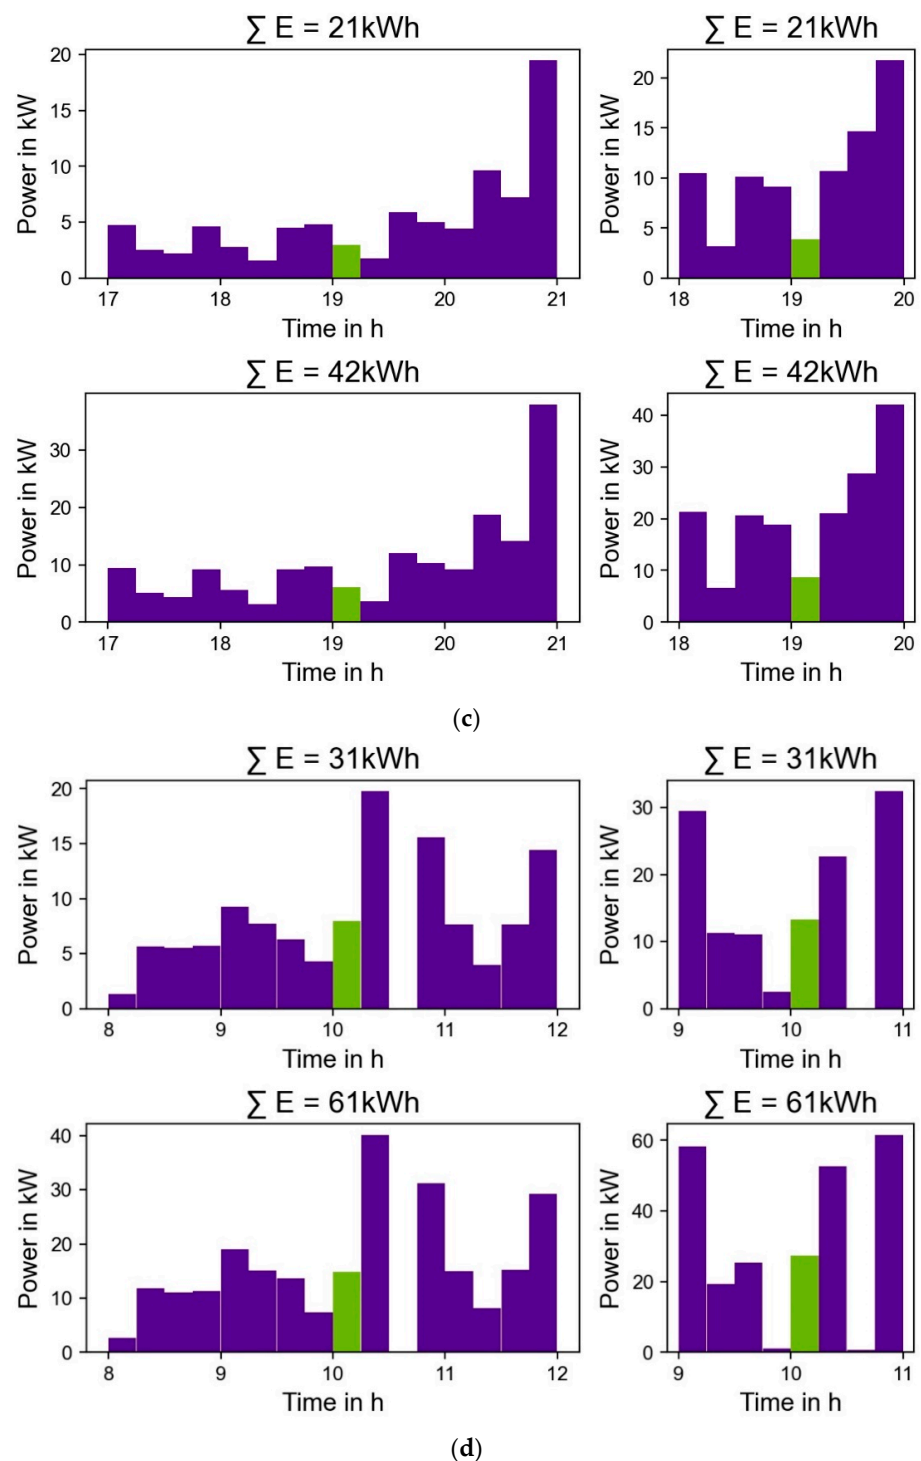 ∑ E = 21kWh
Power in kW
20
15
10
5
0
17 18 19 20 21
Time in h
∑ E = 21kWh
Power in kW
20
15
10
5
0
18 19 20
Time in h
∑ E = 42kWh
Power in kW
30
20
10
0
17 18 19 20 21
Time in h
∑ E = 42kWh
Power in kW
40
30
20
10
0
18 19 20
Time in h
(c)
∑ E = 31kWh
Power in kW
20
15
10
5
0
8 9 10 11 12
Time in h
∑ E = 31kWh
Power in kW
30
20
10
0
9 10 11
Time in h
∑ E = 61kWh
Power in kW
40
30
20
10
0
8 9 10 11 12
Time in h
∑ E = 61kWh
Power in kW
60
40
20
0
9 10 11
Time in h
(d)